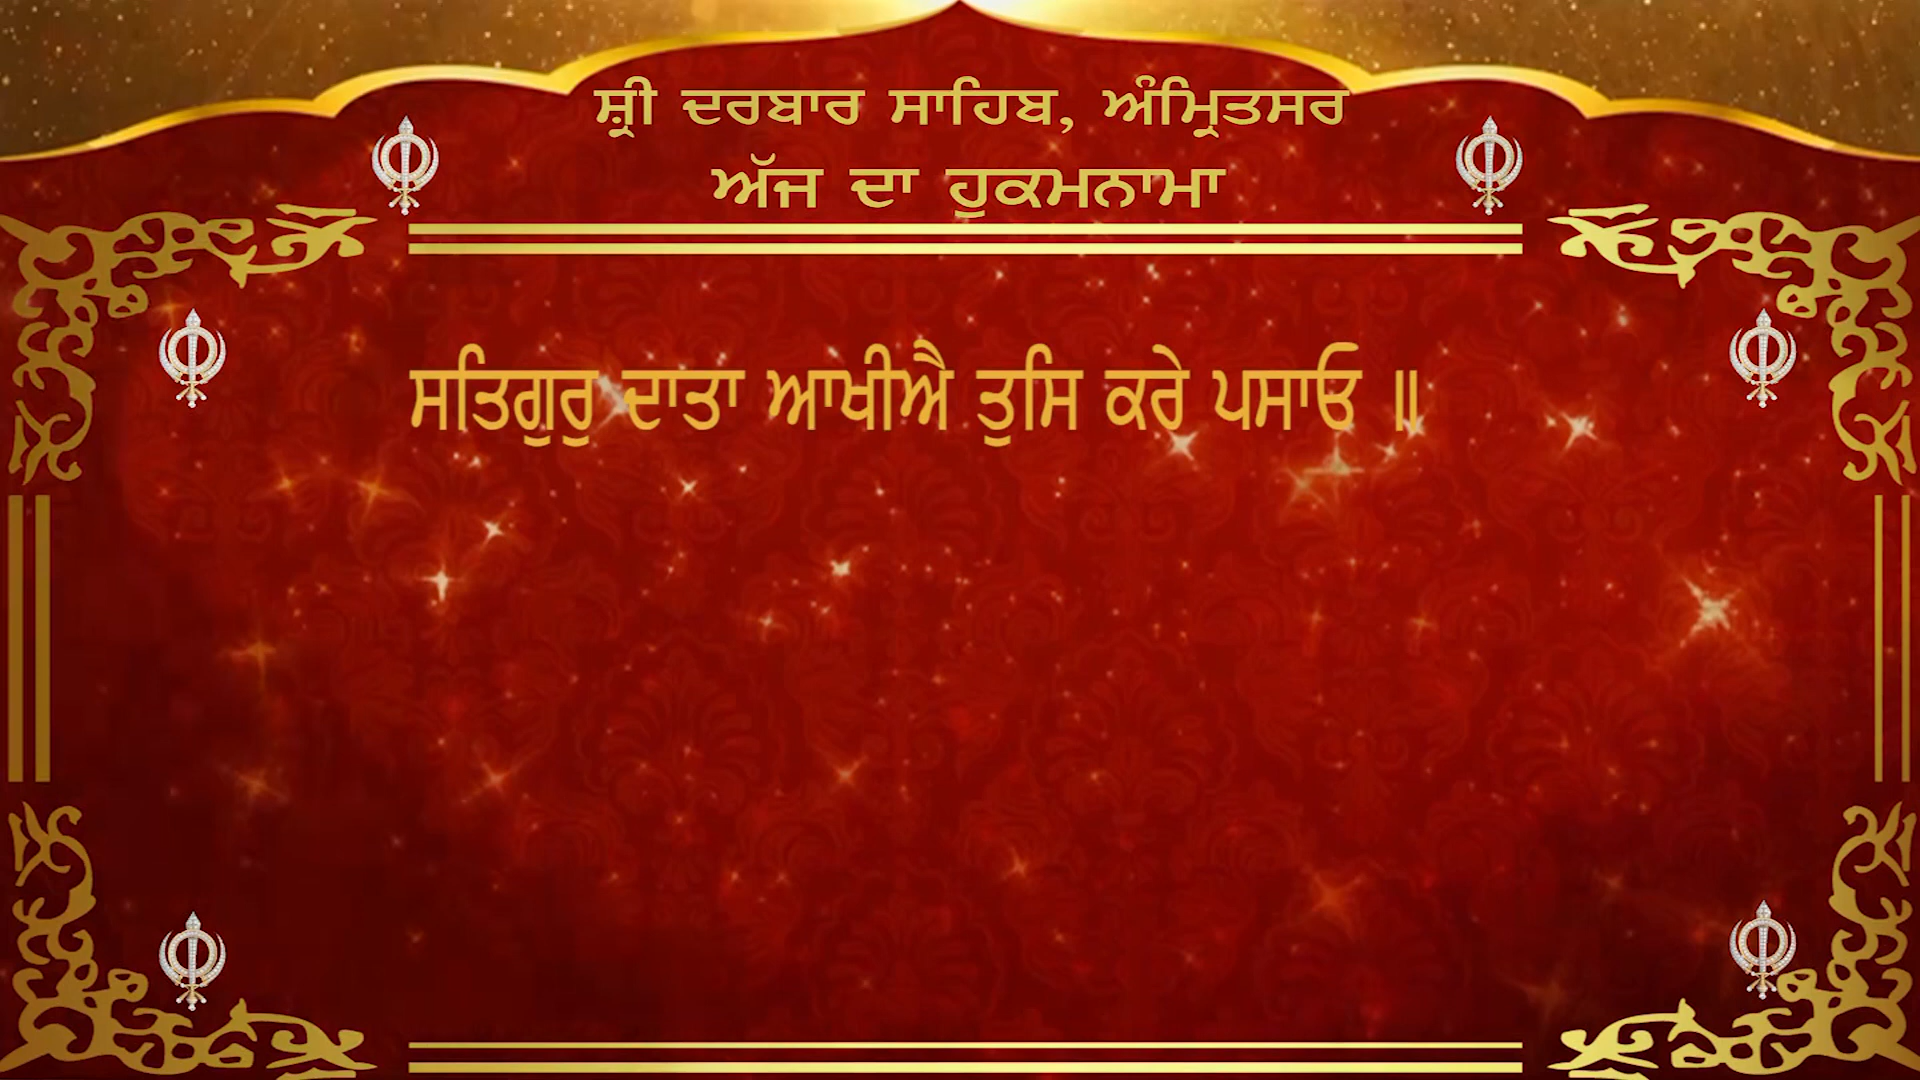 ਸ਼੍ਰੀ ਦਰਬਾਰ ਸਾਹਿਬ, ਅੰਮ੍ਰਿਤਸਰ
ਅੱਜ ਦਾ ਹੁਕਮਨਾਮਾ
ਸਤਿਗੁਰੁ ਦਾਤਾ ਆਖੀਐ ਤੁਸਿ ਕਰੇ ਪਸਾਓ ॥